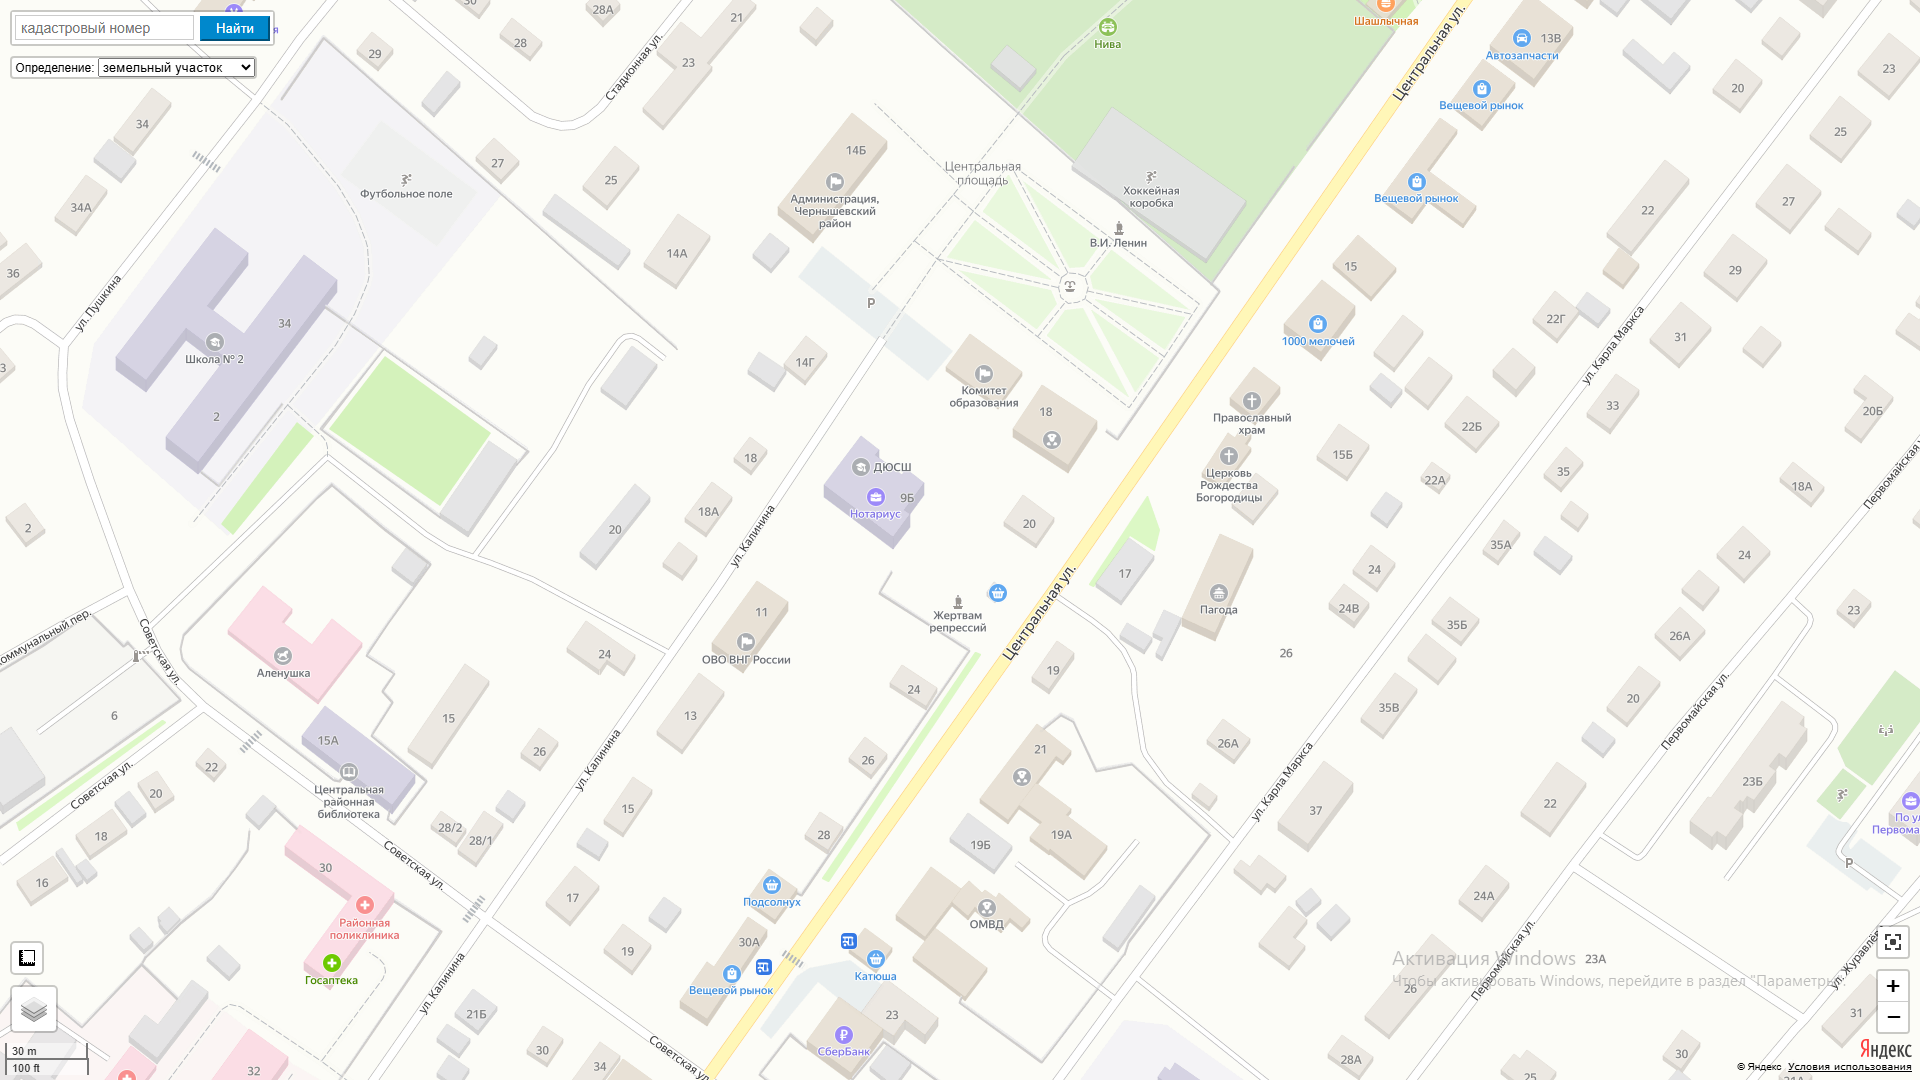 кадастровый номер
Найти
Определение: земельный участок
30
28А
21
Шашлычная
13В
Автозапчасти
Нива
29
28
Стадионная ул.
23
Центральная ул.
Вещевой рынок
20
23
34
27
25
14Б
Центральная
площадь
Хоккейная
коробка
25
Футбольное поле
Администрация,
Чернышевский
район
Вещевой рынок
22
27
34А
14А
В.И. Ленин
36
ул. Пушкина
15
29
P
34
Школа № 2
1000 мелочей
22Г
ул. Карла Маркса
31
14Г
Комитет
образования
2
18
Православный
храм
33
20Б
22Б
18
ДЮСШ
9Б
Нотариус
15Б
Церковь
Рождества
Богородицы
22А
35
18А
Первомайская ул.
2
20
18А
ул. Калинина
20
35А
24
17
24
Пагода
24В
23
11
Жертвам
репрессий
Центральная ул.
35Б
26А
Советская ул.
Аленушка
24
ОВО ВНГ России
19
26
20
6
15
13
24
35В
Первомайская ул.
15А
26
26
21
26А
ул. Карла Маркса
23Б
Советская ул.
22
20
Центральная
районная
библиотека
ул. Калинина
15
37
22
18
28/2
28/1
28
19А
19Б
P
16
30
Советская ул.
17
Подсолнух
24А
Районная
поликлиника
ОМВД
30А
19
Госаптека
Вещевой рынок
Катюша
ул. Калинина
Первомайская ул.
26
23А
ул. Журавлёва
Активация Windows
Чтобы активировать Windows, перейдите в раздел "Параметры
21Б
23
СберБанк
31
30
34
Советская ул.
32
28А
30
25
31А
30 m
100 ft
+
−
Яндекс
© Яндекс Условия использования